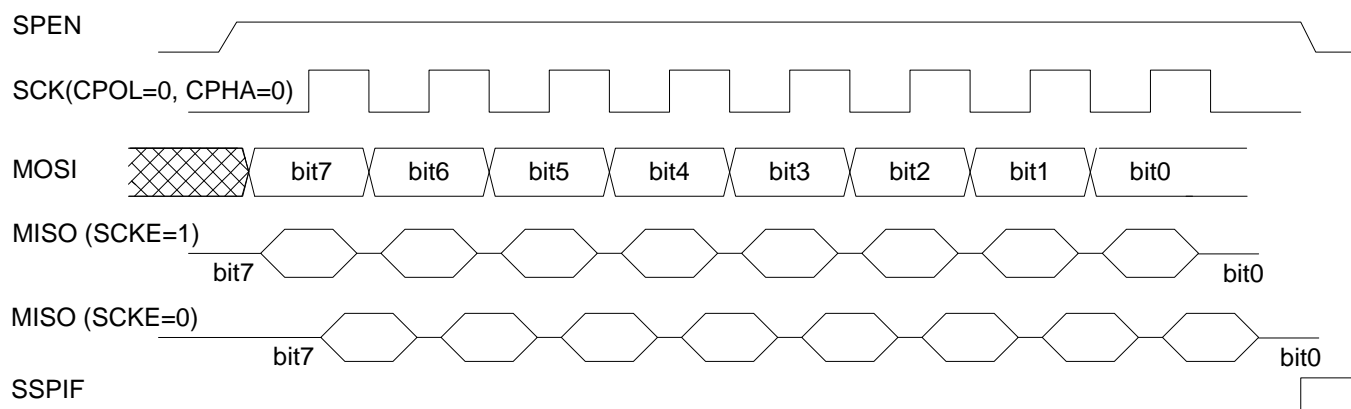 SPEN
SCK(CPOL=0, CPHA=0)
MOSI bit7 bit6 bit5 bit4 bit3 bit2 bit1 bit0
MISO (SCKE=1)
bit7 bit0
MISO (SCKE=0)
bit7 bit0
SSPIF